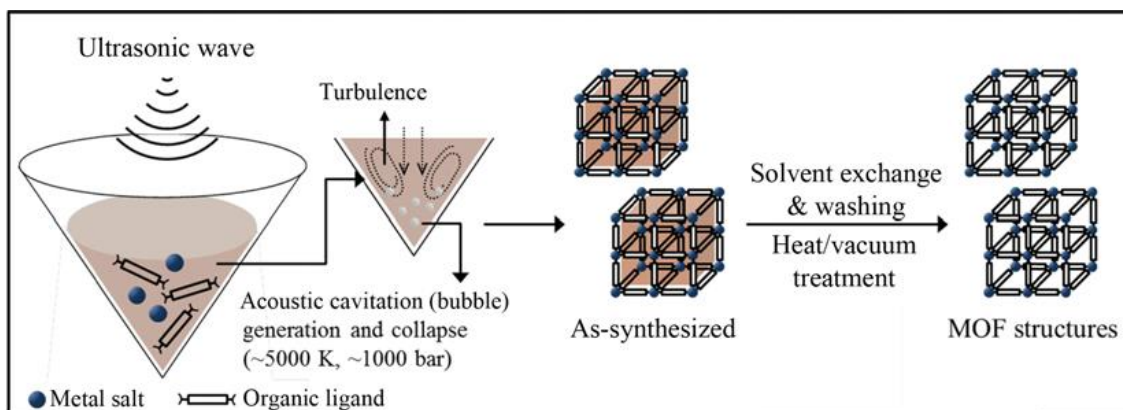 Ultrasonic wave
Turbulence
Acoustic cavitation (bubble)
generation and collapse
(~5000 K, ~1000 bar)
Metal salt
Organic ligand
As-synthesized
Solvent exchange
& washing
Heat/vacuum
treatment
MOF structures